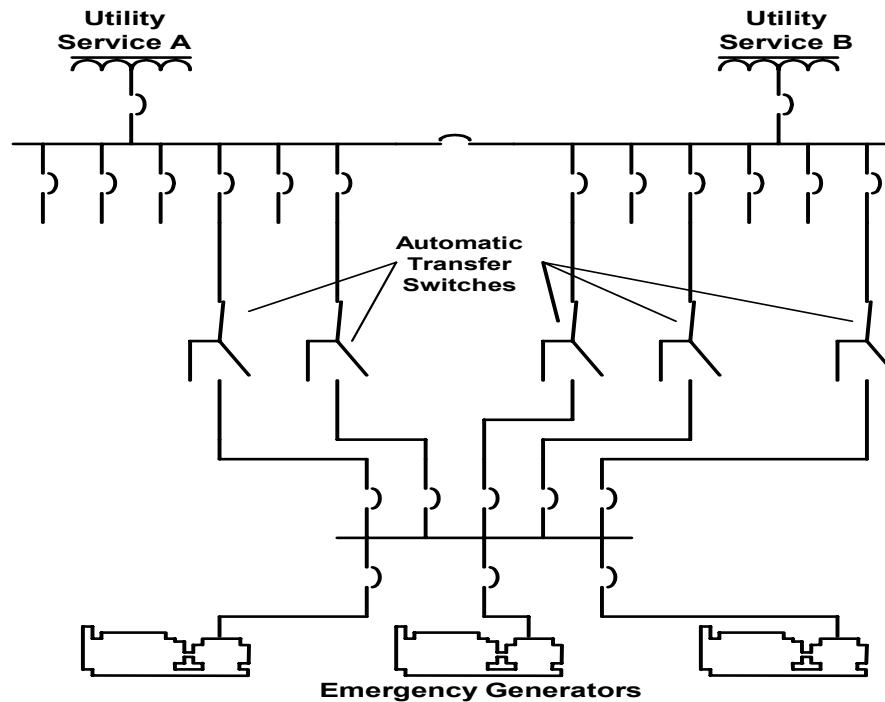 Utility
Service A
Utility
Service B
Automatic
Transfer
Switches
Emergency Generators